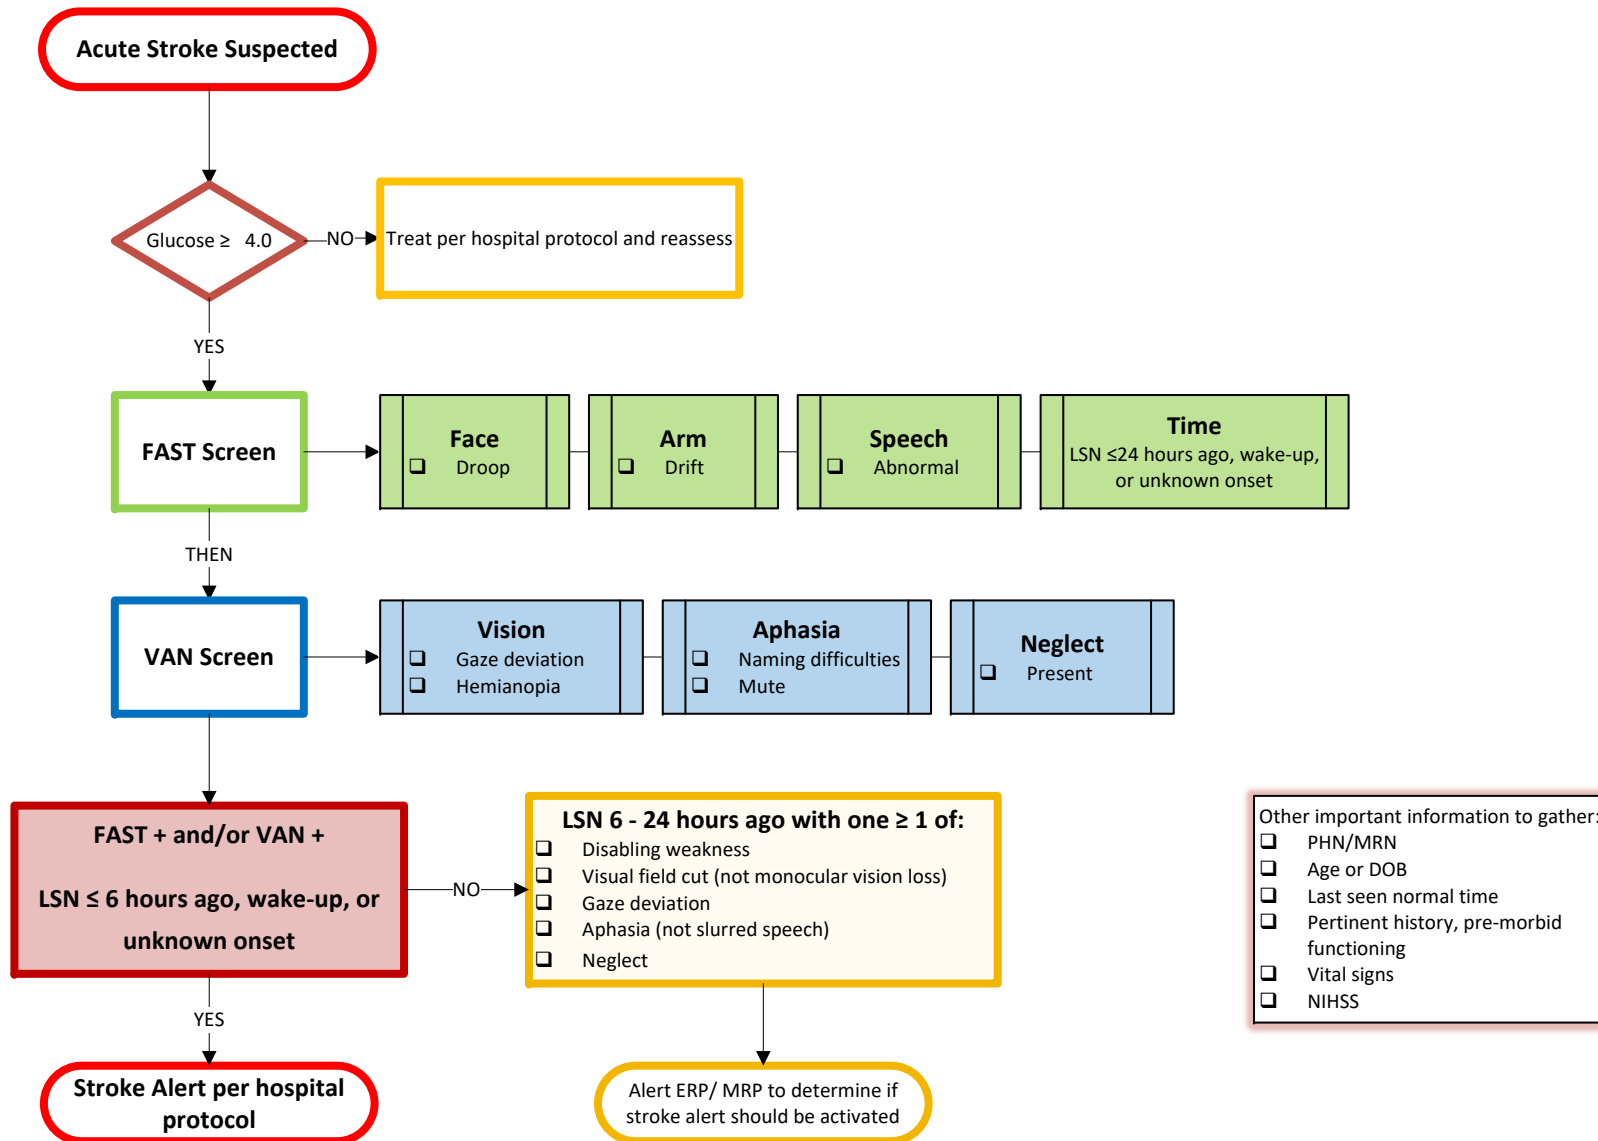 Acute Stroke Suspected
Glucose ≥ 4.0
NO
Treat per hospital protocol and reassess
YES
FAST Screen
Face
❑ Droop
Arm
❑ Drift
Speech
❑ Abnormal
Time
LSN ≤24 hours ago, wake-up,
or unknown onset
THEN
VAN Screen
Vision
❑ Gaze deviation
❑ Hemianopia
Aphasia
❑ Naming difficulties
❑ Mute
Neglect
❑ Present
FAST + and/or VAN +
LSN ≤ 6 hours ago, wake-up, or
unknown onset
NO
LSN 6 - 24 hours ago with one ≥ 1 of:
❑ Disabling weakness
❑ Visual field cut (not monocular vision loss)
❑ Gaze deviation
❑ Aphasia (not slurred speech)
❑ Neglect
Other important information to gather:
❑ PHN/MRN
❑ Age or DOB
❑ Last seen normal time
❑ Pertinent history, pre-morbid
functioning
❑ Vital signs
❑ NIHSS
YES
Stroke Alert per hospital
protocol
Alert ERP/ MRP to determine if
stroke alert should be activated